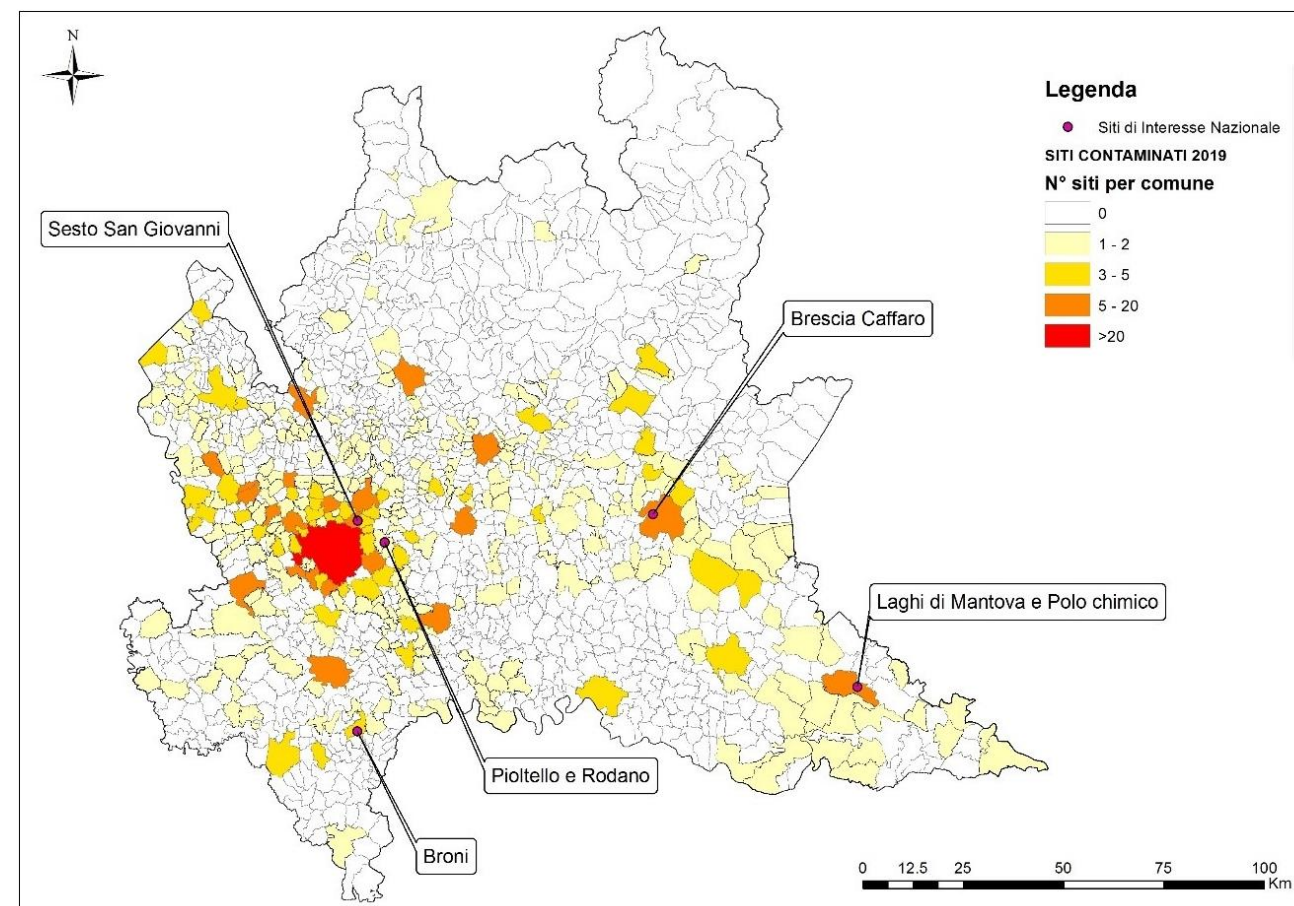 N
Legenda
Siti di Interesse Nazionale
SITI CONTAMINATI 2019
N° siti per comune
0
1 - 2
3 - 5
5 - 20
>20
Sesto San Giovanni
Brescia Caffaro
Laghi di Mantova e Polo chimico
Pioltello e Rodano
Broni
0 12.5 25 50 75 100
Km